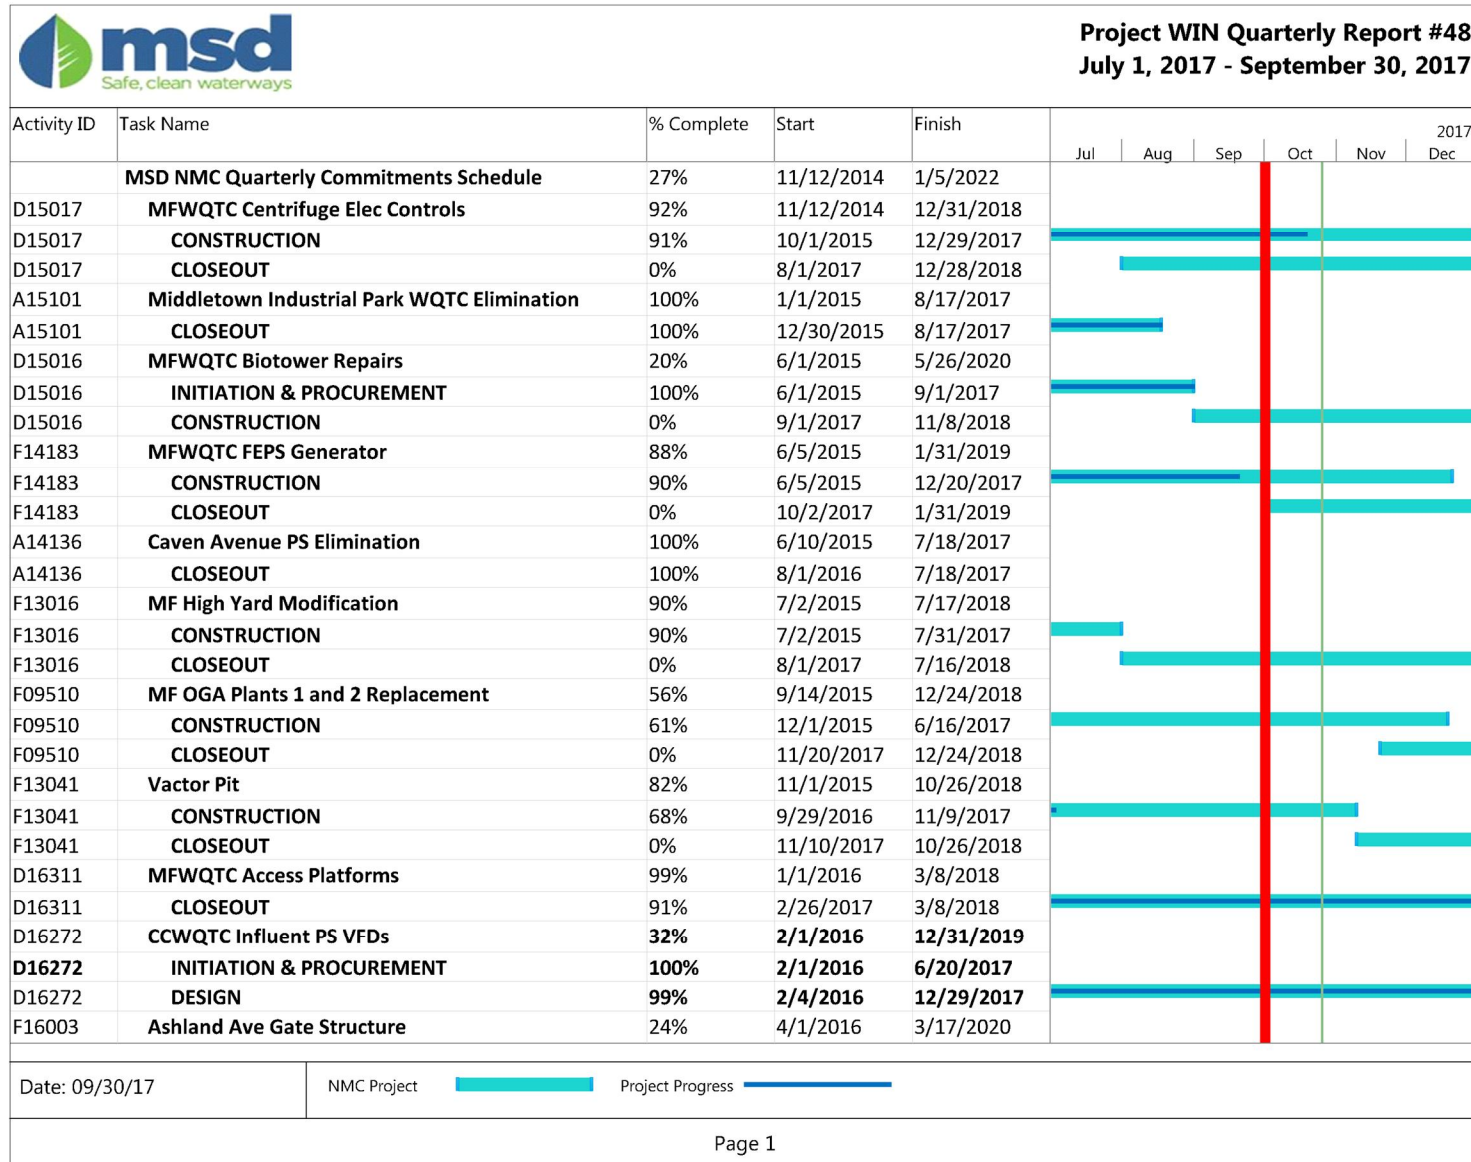 msd
Safe, clean waterways
Project WIN Quarterly Report #48
July 1, 2017 - September 30, 2017
Activity ID Task Name % Complete Start Finish 2017
Jul Aug Sep Oct Nov Dec
MSD NMC Quarterly Commitments Schedule 27% 11/12/2014 1/5/2022
D15017 MFWQTC Centrifuge Elec Controls 92% 11/12/2014 12/31/2018
D15017 CONSTRUCTION 91% 10/1/2015 12/29/2017
D15017 CLOSEOUT 0% 8/1/2017 12/28/2018
A15101 Middletown Industrial Park WQTC Elimination 100% 1/1/2015 8/17/2017
A15101 CLOSEOUT 100% 12/30/2015 8/17/2017
D15016 MFWQTC Biotower Repairs 20% 6/1/2015 5/26/2020
D15016 INITIATION & PROCUREMENT 100% 6/1/2015 9/1/2017
D15016 CONSTRUCTION 0% 9/1/2017 11/8/2018
F14183 MFWQTC FEPS Generator 88% 6/5/2015 1/31/2019
F14183 CONSTRUCTION 90% 6/5/2015 12/20/2017
F14183 CLOSEOUT 0% 10/2/2017 1/31/2019
A14136 Caven Avenue PS Elimination 100% 6/10/2015 7/18/2017
A14136 CLOSEOUT 100% 8/1/2016 7/18/2017
F13016 MF High Yard Modification 90% 7/2/2015 7/17/2018
F13016 CONSTRUCTION 90% 7/2/2015 7/31/2017
F13016 CLOSEOUT 0% 8/1/2017 7/16/2018
F09510 MF OGA Plants 1 and 2 Replacement 56% 9/14/2015 12/24/2018
F09510 CONSTRUCTION 61% 12/1/2015 6/16/2017
F09510 CLOSEOUT 0% 11/20/2017 12/24/2018
F13041 Vactor Pit 82% 11/1/2015 10/26/2018
F13041 CONSTRUCTION 68% 9/29/2016 11/9/2017
F13041 CLOSEOUT 0% 11/10/2017 10/26/2018
D16311 MFWQTC Access Platforms 99% 1/1/2016 3/8/2018
D16311 CLOSEOUT 91% 2/26/2017 3/8/2018
D16272 CCWQTC Influent PS VFDs 32% 2/1/2016 12/31/2019
D16272 INITIATION & PROCUREMENT 100% 2/1/2016 6/20/2017
D16272 DESIGN 99% 2/4/2016 12/29/2017
F16003 Ashland Ave Gate Structure 24% 4/1/2016 3/17/2020
Date: 09/30/17 NMC Project Project Progress
Page 1